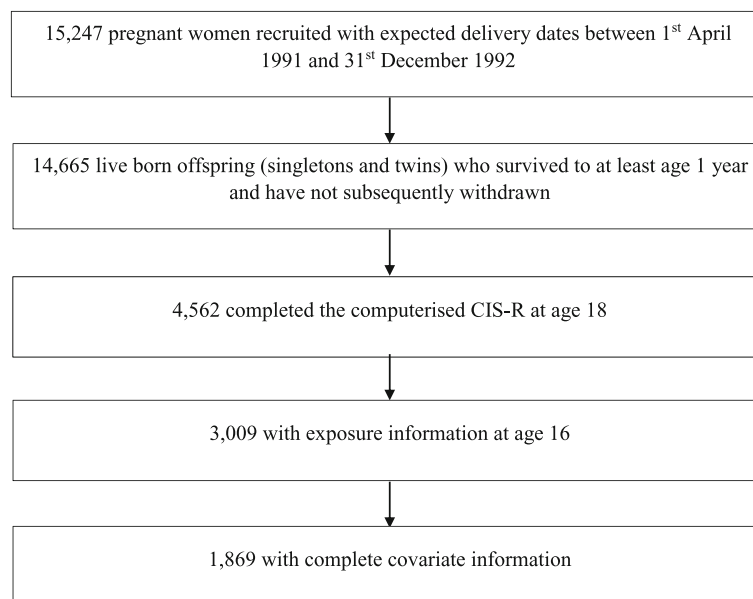 15,247 pregnant women recruited with expected delivery dates between 1st April
1991 and 31st December 1992
14,665 live born offspring (singletons and twins) who survived to at least age 1 year
and have not subsequently withdrawn
4,562 completed the computerised CIS-R at age 18
3,009 with exposure information at age 16
1,869 with complete covariate information